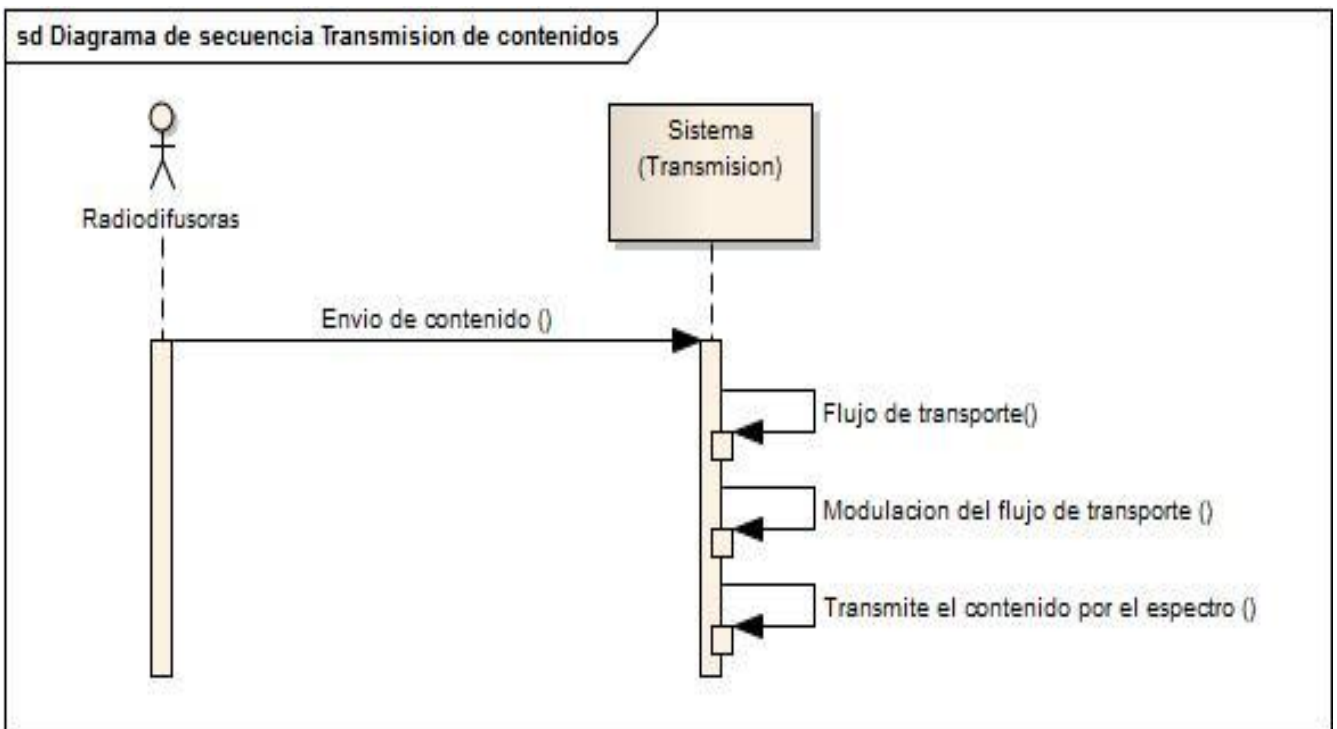 sd Diagrama de secuencia Transmision de contenidos
Sistema
(Transmision)
Radiodifusoras
Envio de contenido ()
Flujo de transporte()
Modulacion del flujo de transporte ()
Transmite el contenido por el espectro ()